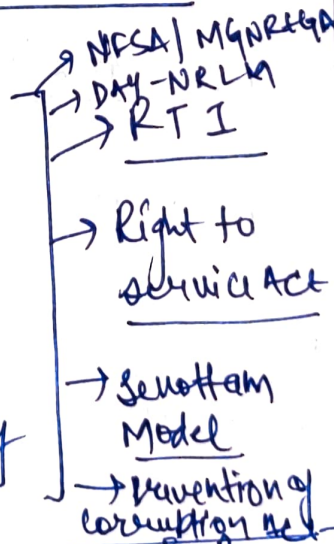 → NFSA/ MGNREGA
→ DAY-NRLM
→ RTI
→ Right to
service Act
→ Sevottam
Model
→ Prevention of
corruption Act